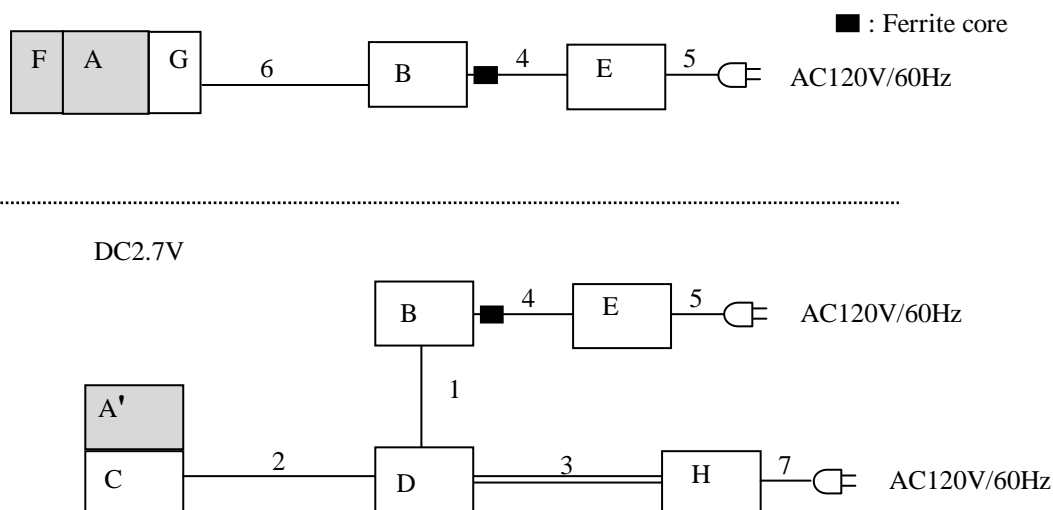 ■ : Ferrite core
F A G 6 B 4 E 5 AC120V/60Hz
DC2.7V
B 4 E 5 AC120V/60Hz
1
A'
C 2 D 3 H 7 AC120V/60Hz